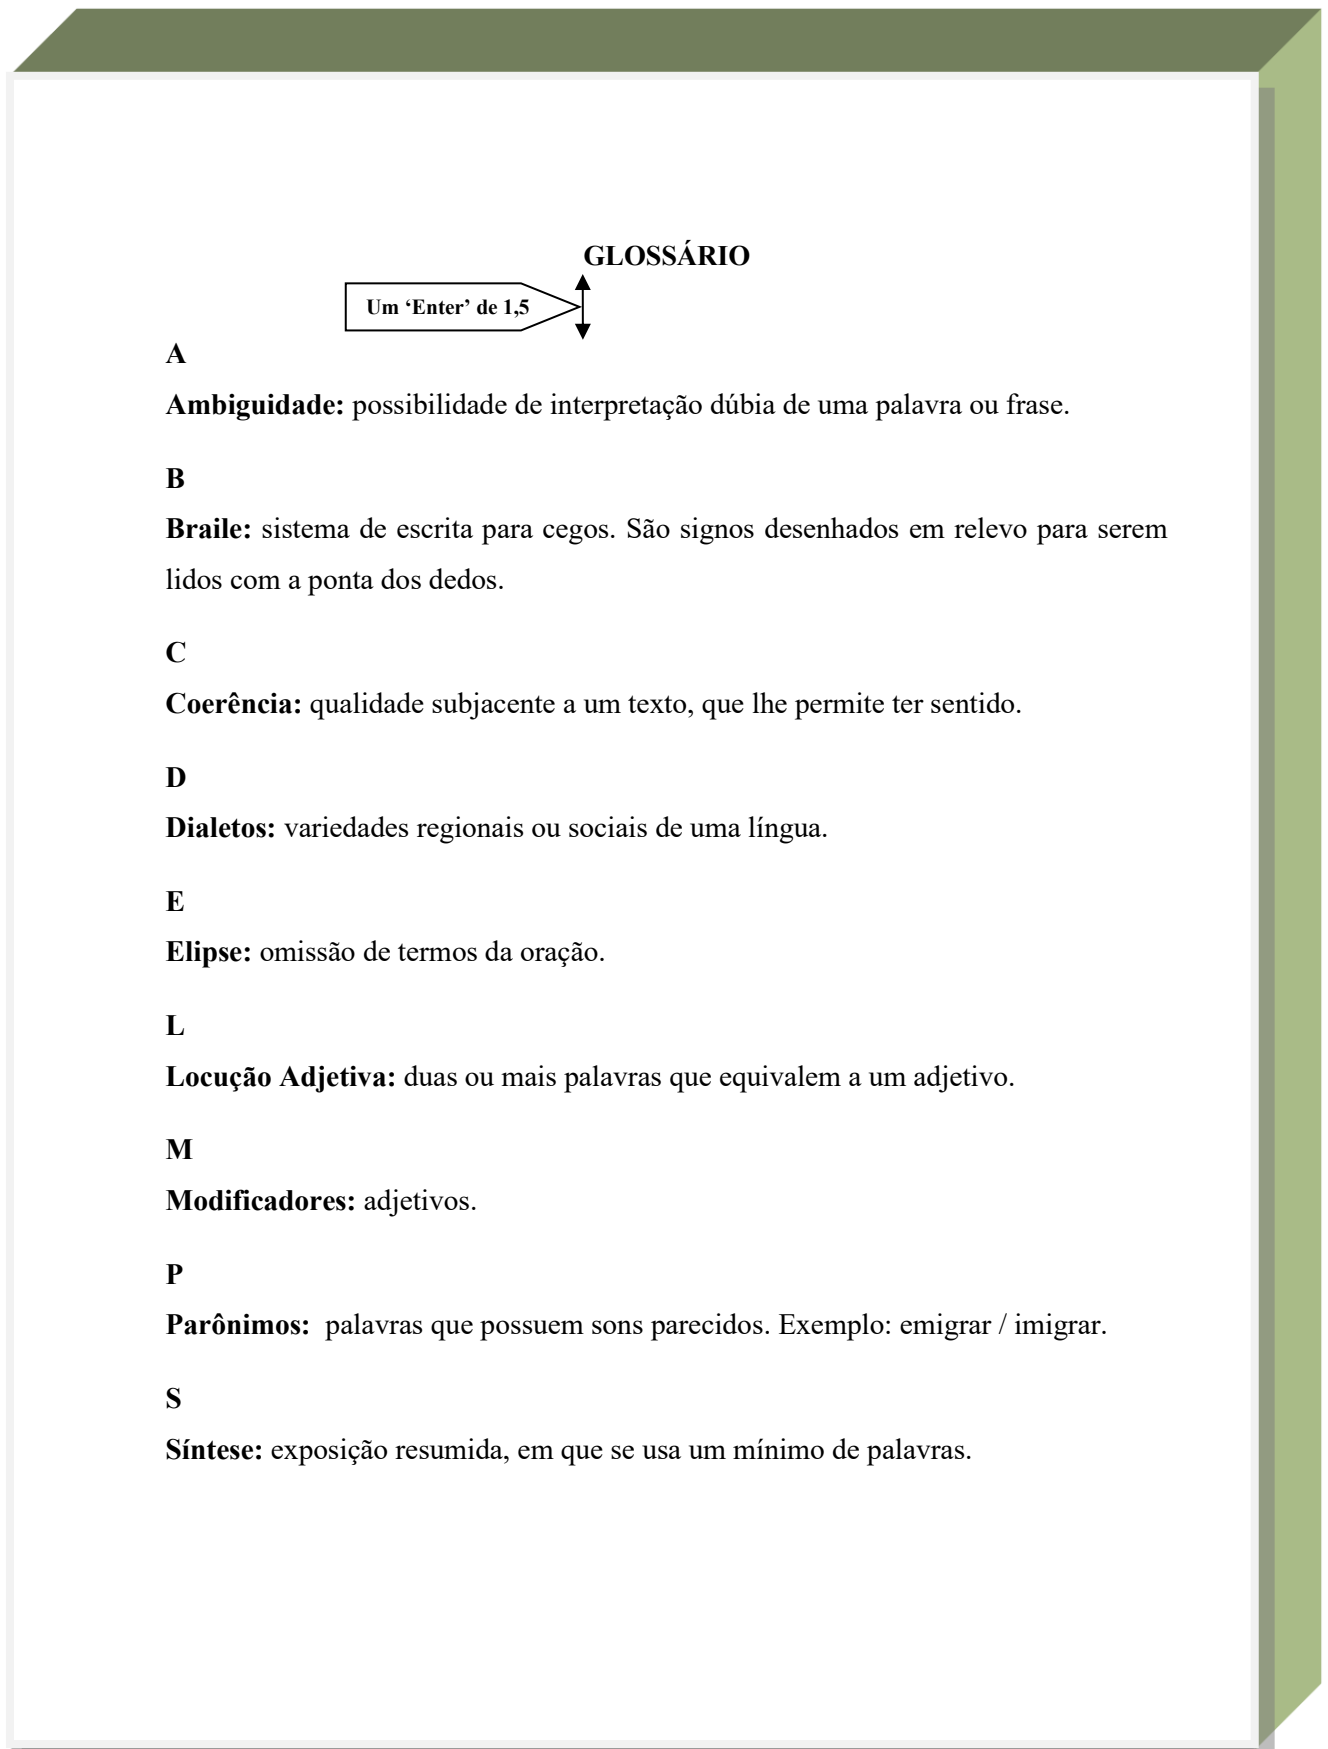 GLOSSÁRIO
Um ‘Enter’ de 1,5
A
Ambiguidade: possibilidade de interpretação dúbia de uma palavra ou frase.
B
Braile: sistema de escrita para cegos. São signos desenhados em relevo para serem
lidos com a ponta dos dedos.
C
Coerência: qualidade subjacente a um texto, que lhe permite ter sentido.
D
Dialetos: variedades regionais ou sociais de uma língua.
E
Elipse: omissão de termos da oração.
L
Locução Adjetiva: duas ou mais palavras que equivalem a um adjetivo.
M
Modificadores: adjetivos.
P
Parônimos:  palavras que possuem sons parecidos. Exemplo: emigrar / imigrar.
S
Síntese: exposição resumida, em que se usa um mínimo de palavras.